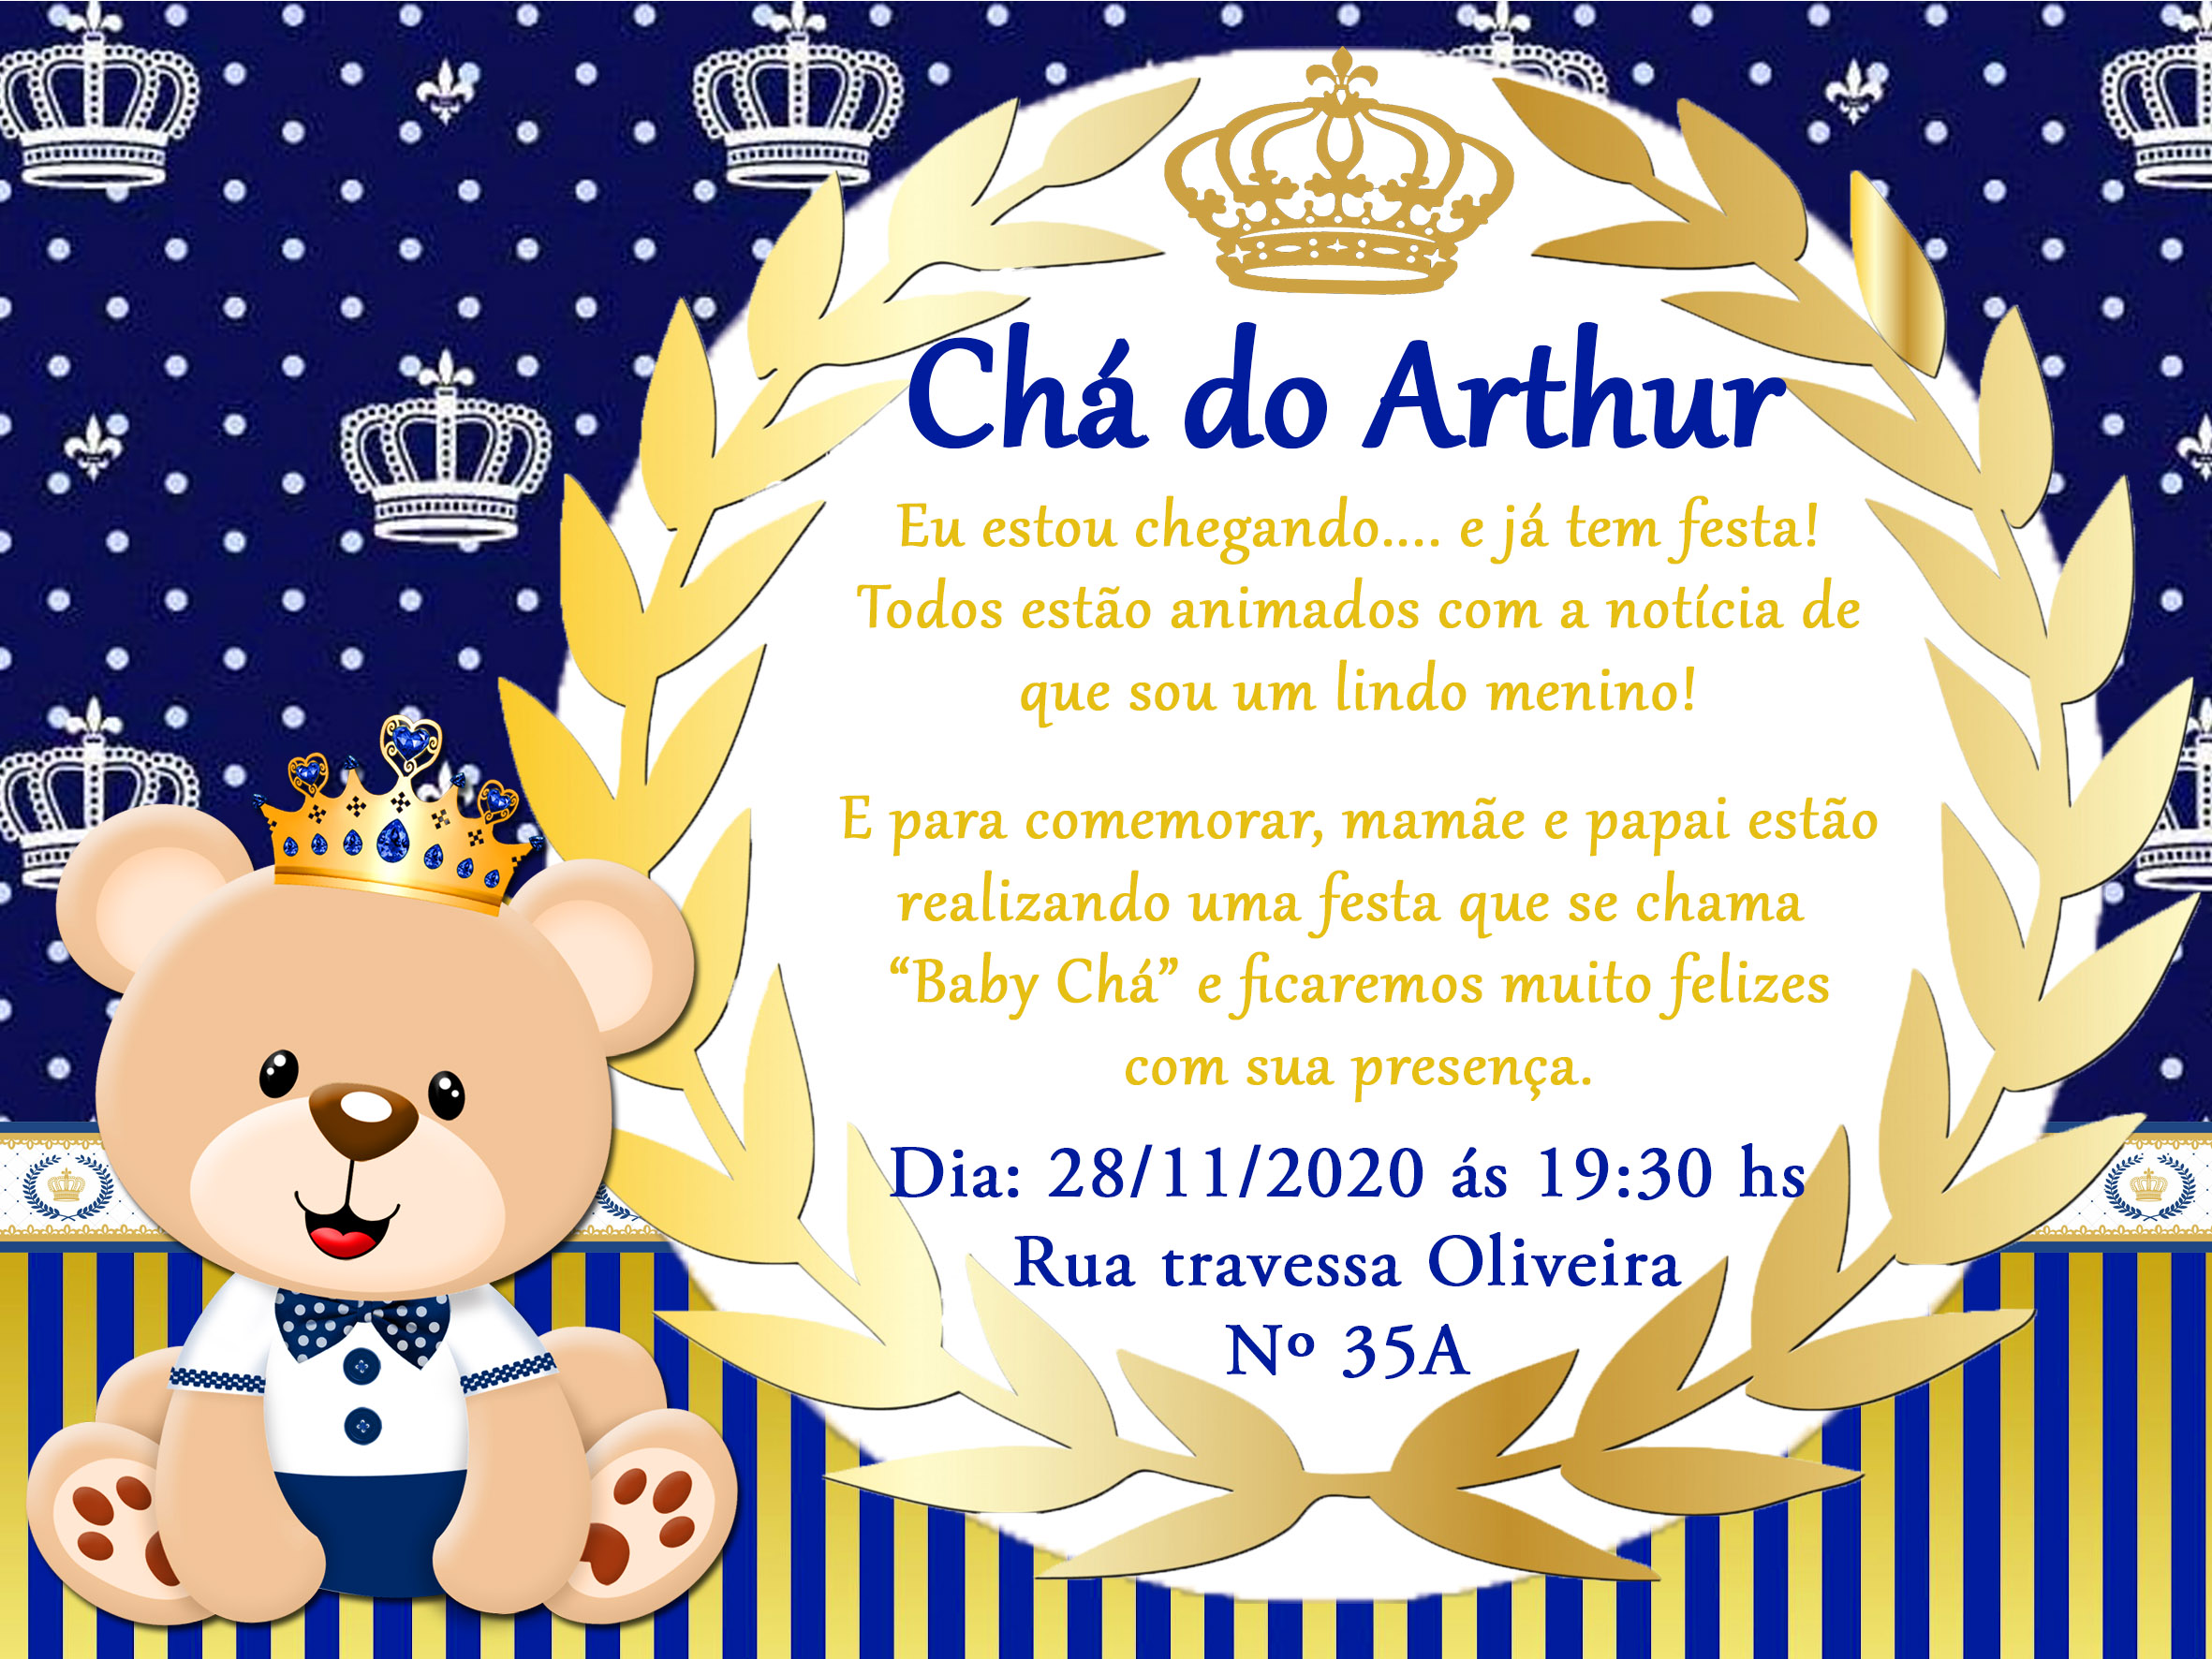 Chá do Arthur
Eu estou chegando.... e já tem festa!
Todos estão animados com a notícia de
que sou um lindo menino!
E para comemorar, mamãe e papai estão
realizando uma festa que se chama
“Baby Chá” e ficaremos muito felizes
com sua presença.
Dia: 28/11/2020 ás 19:30 hs
Rua travessa Oliveira
Nº 35A